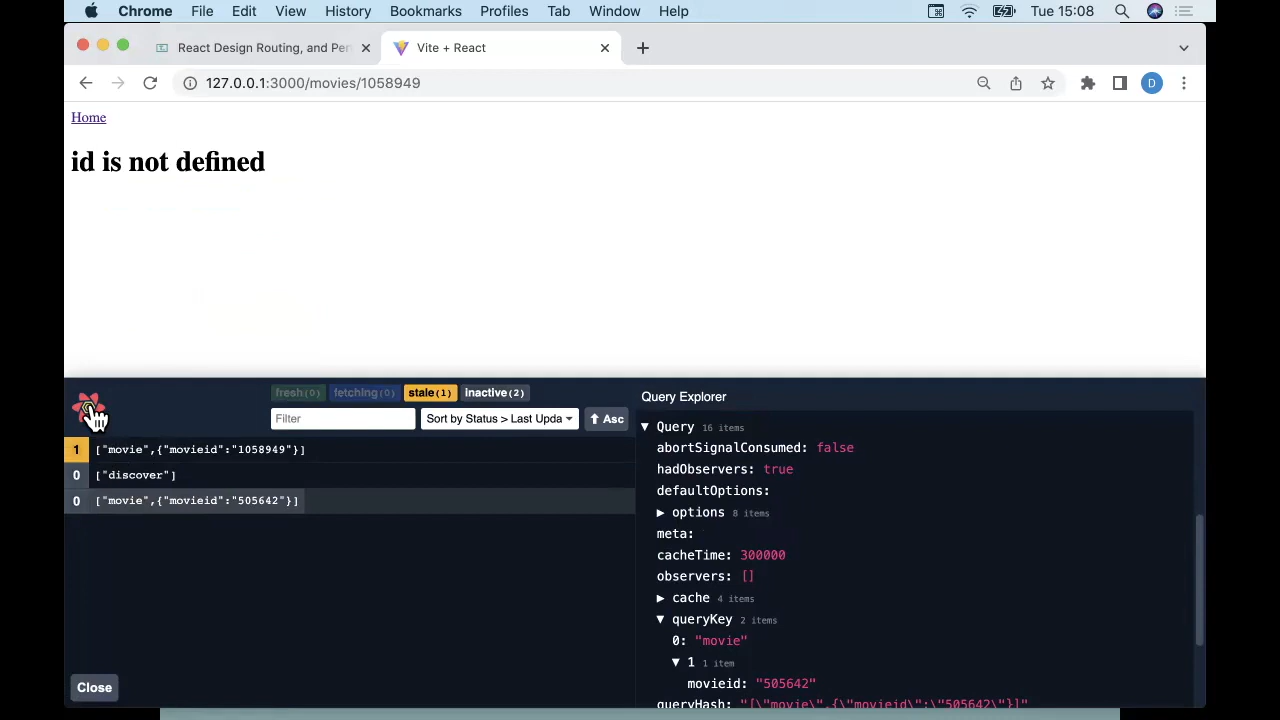 Chrome File Edit View History Bookmarks Profiles Tab Window Help Tue 15:08
React Design Routing, and Per Vite + React
127.0.0.1:3000/movies/1058949 D
Home
id is not defined
fresh(0) fetching(0) stale(1) inactive(2)
Filter Sort by Status > Last Upda Asc
1 ["movie",{"movieid":"1058949"}]
0 ["discover"]
0 ["movie",{"movieid":"505642"}]
Close
Query Explorer
Query 16 items
abortSignalConsumed: false
hadObservers: true
defaultOptions:
options 8 items
meta:
cacheTime: 300000
observers: []
cache 4 items
queryKey 2 items
0: "movie"
1 1 item
movieid: "505642"
queryHash: "[\"movie\",{\"movieid\":\"505642\"}]"